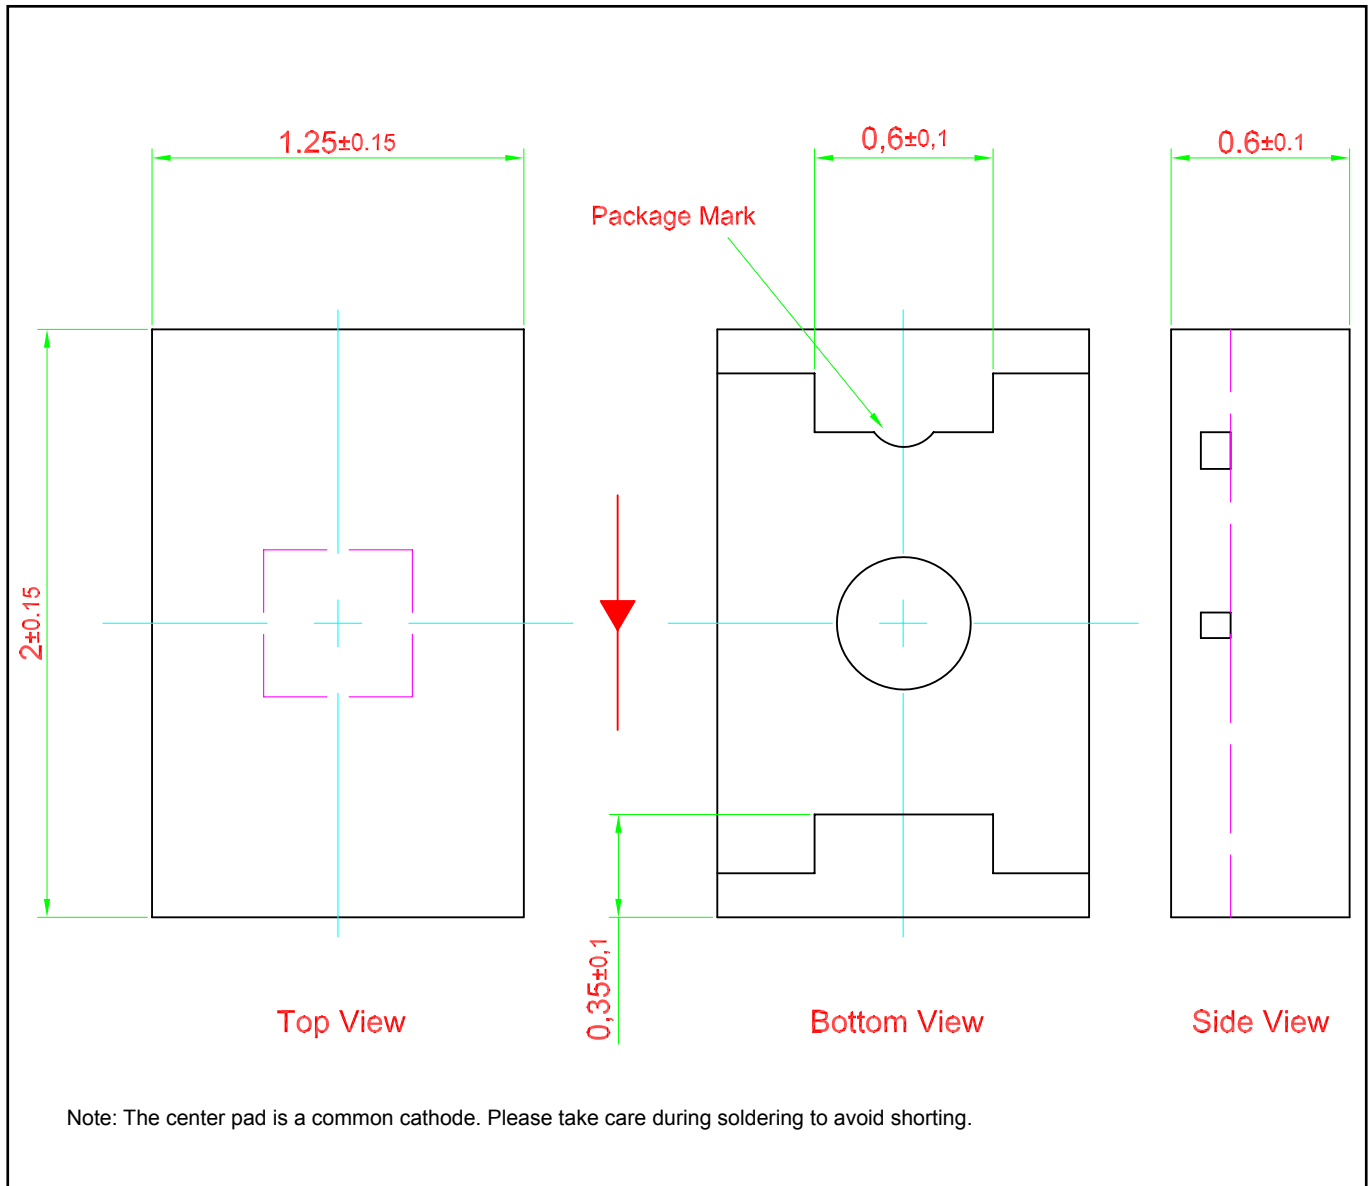 1.25±0.15
0,6±0,1
0.6±0.1
Package Mark
2±0.15
0,35±0,1
Top View
Bottom View
Side View
Note: The center pad is a common cathode. Please take care during soldering to avoid shorting.